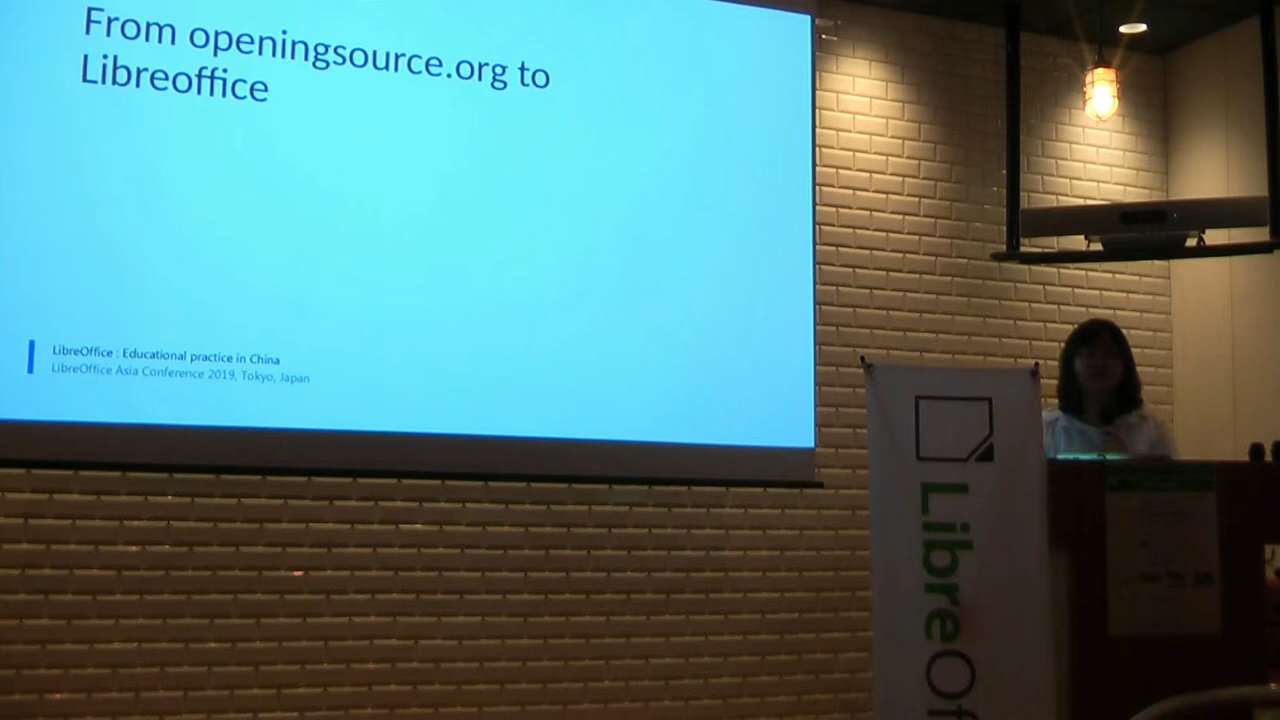 From openingsource.org to
Libreoffice
LibreOffice : Educational practice in China
LibreOffice Asia Conference 2019, Tokyo, Japan
LibreOf